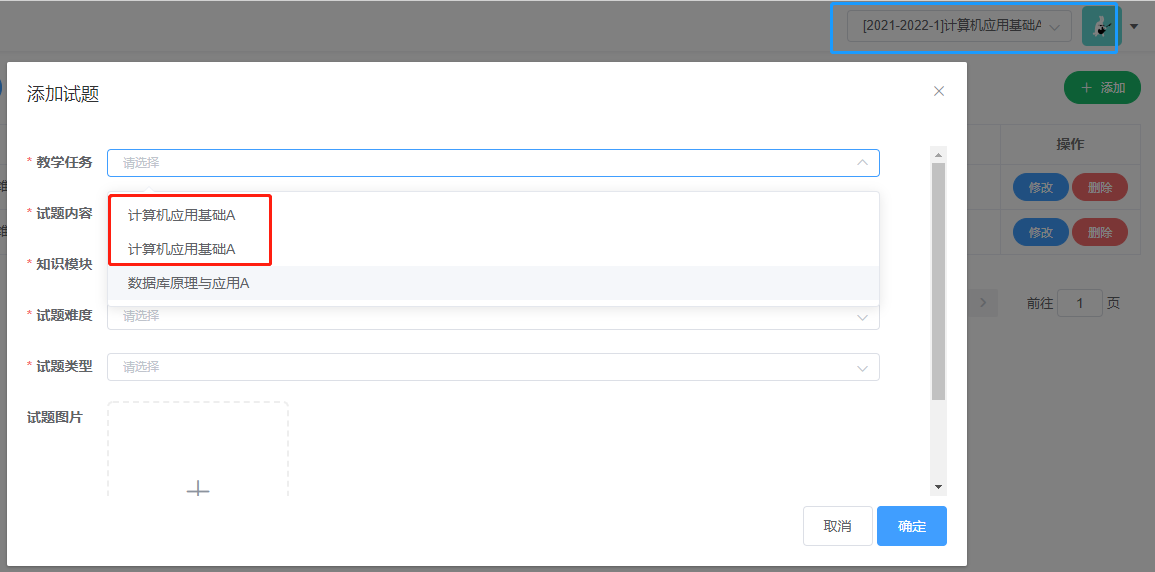 [2021-2022-1]计算机应用基础A
添加试题
+ 添加
* 教学任务 请选择
操作
修改 删除
* 试题内容
计算机应用基础A
计算机应用基础A
修改 删除
* 知识模块
数据库原理与应用A
前往 1 页
* 试题难度 请选择
* 试题类型 请选择
试题图片
取消 确定